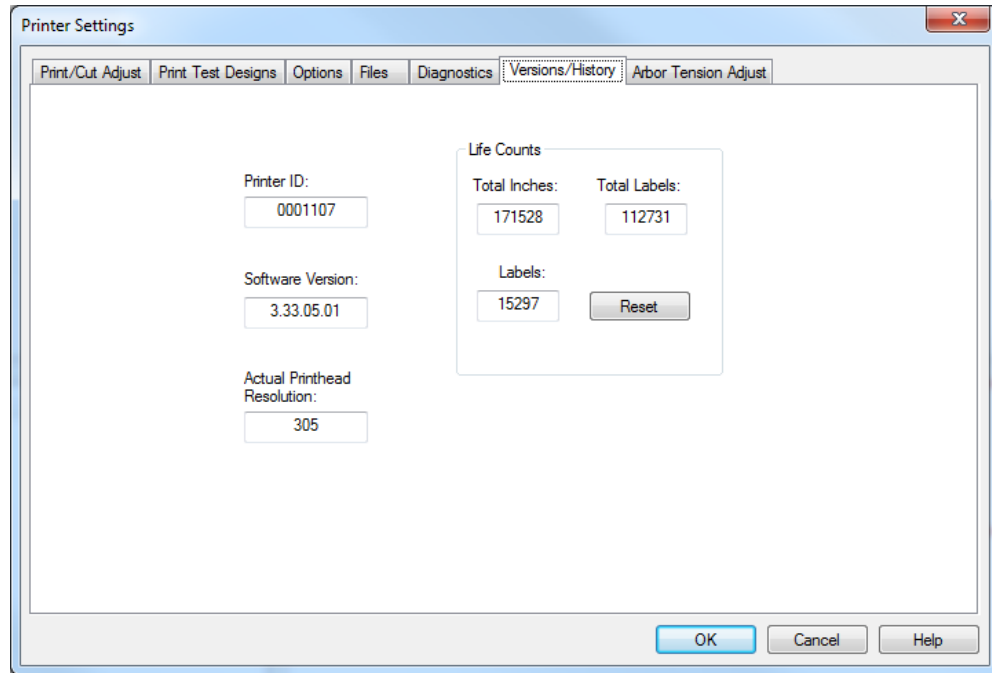 Printer Settings
Print/Cut Adjust Print Test Designs Options Files Diagnostics Versions/History Arbor Tension Adjust
Life Counts
Printer ID:
0001107
Total Inches: Total Labels:
171528 112731
Software Version:
3.33.05.01
Labels:
15297 Reset
Actual Printhead
Resolution:
305
OK Cancel Help